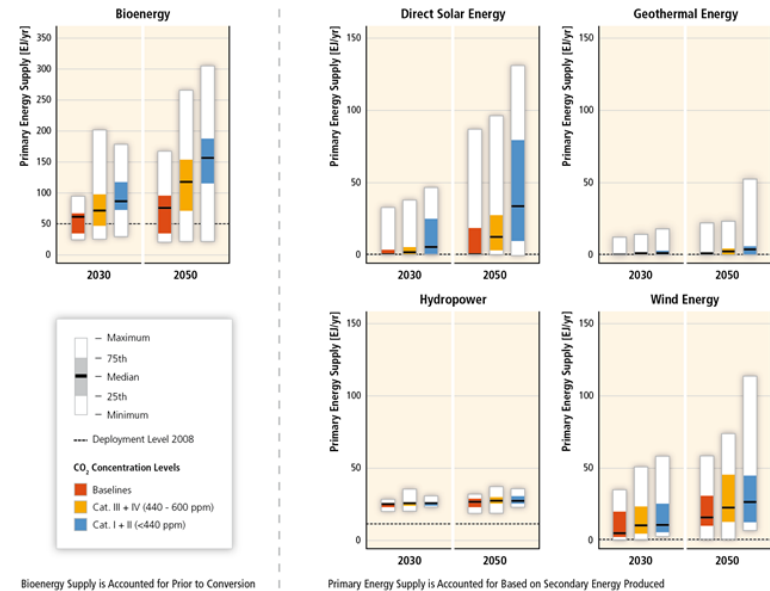 Bioenergy
Primary Energy Supply [EJ/yr]
350
300
250
200
150
100
50
0
2030
2050
Direct Solar Energy
Primary Energy Supply [EJ/yr]
150
100
50
0
2030
2050
Geothermal Energy
Primary Energy Supply [EJ/yr]
150
100
50
0
2030
2050
Maximum
75th
Median
25th
Minimum
Deployment Level 2008
CO2 Concentration Levels
Baselines
Cat. III + IV (440 - 600 ppm)
Cat. I + II (<440 ppm)
Hydropower
Primary Energy Supply [EJ/yr]
150
100
50
0
2030
2050
Wind Energy
Primary Energy Supply [EJ/yr]
150
100
50
0
2030
2050
Bioenergy Supply is Accounted for Prior to Conversion
Primary Energy Supply is Accounted for Based on Secondary Energy Produced